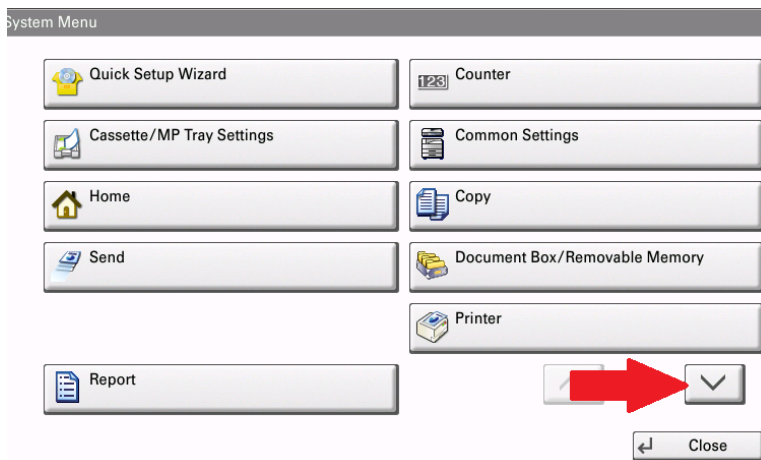 System Menu
Quick Setup Wizard
123 Counter
Cassette/MP Tray Settings
Common Settings
Home
Copy
Send
Document Box/Removable Memory
Printer
Report
Close